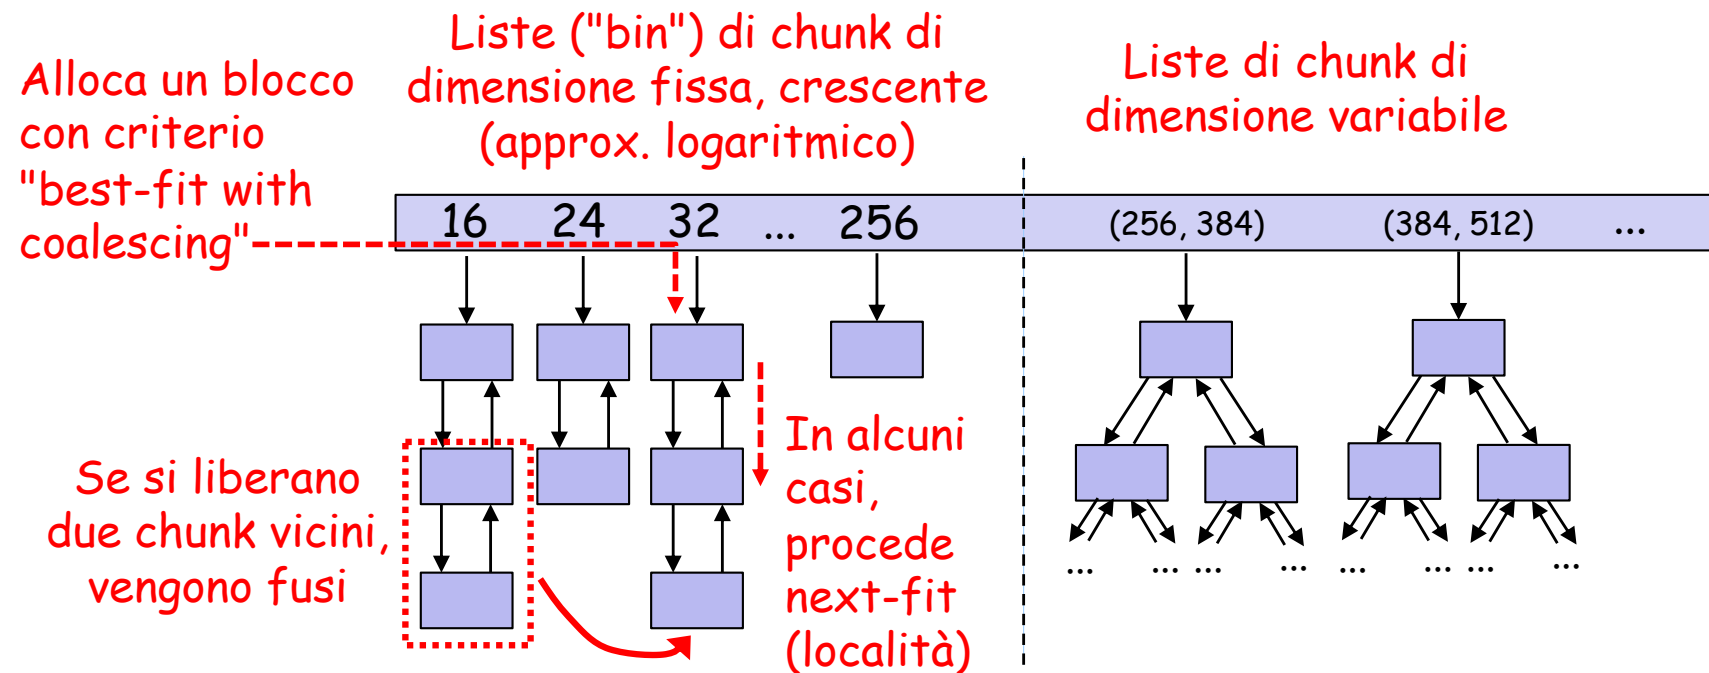 Alloca un blocco
con criterio
"best-fit with
coalescing"
Liste ("bin") di chunk di
dimensione fissa, crescente
(approx. logaritmico)
Liste di chunk di
dimensione variabile
16 24 32 ... 256 (256, 384) (384, 512) ...
Se si liberano
due chunk vicini,
vengono fusi
In alcuni
casi,
procede
next-fit
(località)
... ... ... ... ... ... ... ...